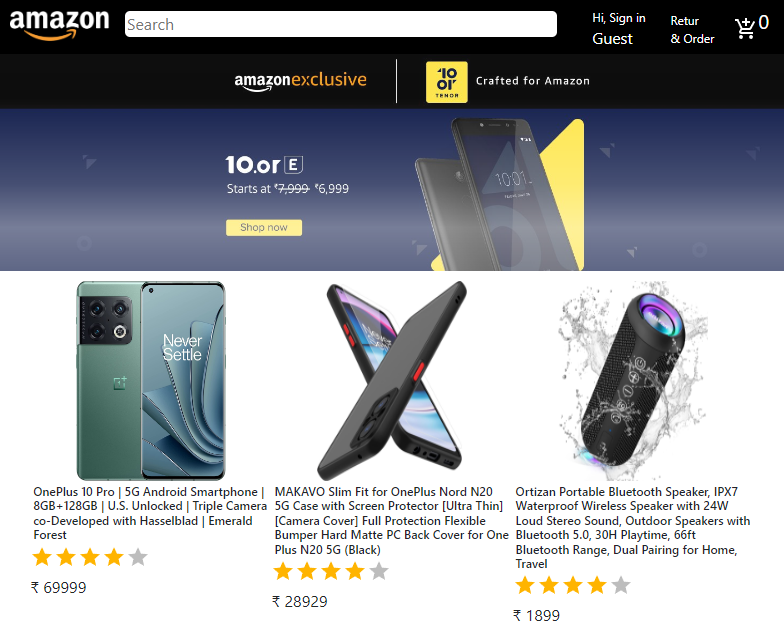 amazon
Search
Hi, Sign in
Guest
Retur
& Order
0
amazonexclusive
10
or
TENOR
Crafted for Amazon
10.or E
Starts at ₹7,999 ₹6,999
Shop now
10:01
Never
Settle
OnePlus 10 Pro | 5G Android Smartphone |
8GB+128GB | U.S. Unlocked | Triple Camera
co-Developed with Hasselblad | Emerald
Forest
₹ 69999
MAKAVO Slim Fit for OnePlus Nord N20
5G Case with Screen Protector [Ultra Thin]
[Camera Cover] Full Protection Flexible
Bumper Hard Matte PC Back Cover for One
Plus N20 5G (Black)
₹ 28929
Ortizan Portable Bluetooth Speaker, IPX7
Waterproof Wireless Speaker with 24W
Loud Stereo Sound, Outdoor Speakers with
Bluetooth 5.0, 30H Playtime, 66ft
Bluetooth Range, Dual Pairing for Home,
Travel
₹ 1899